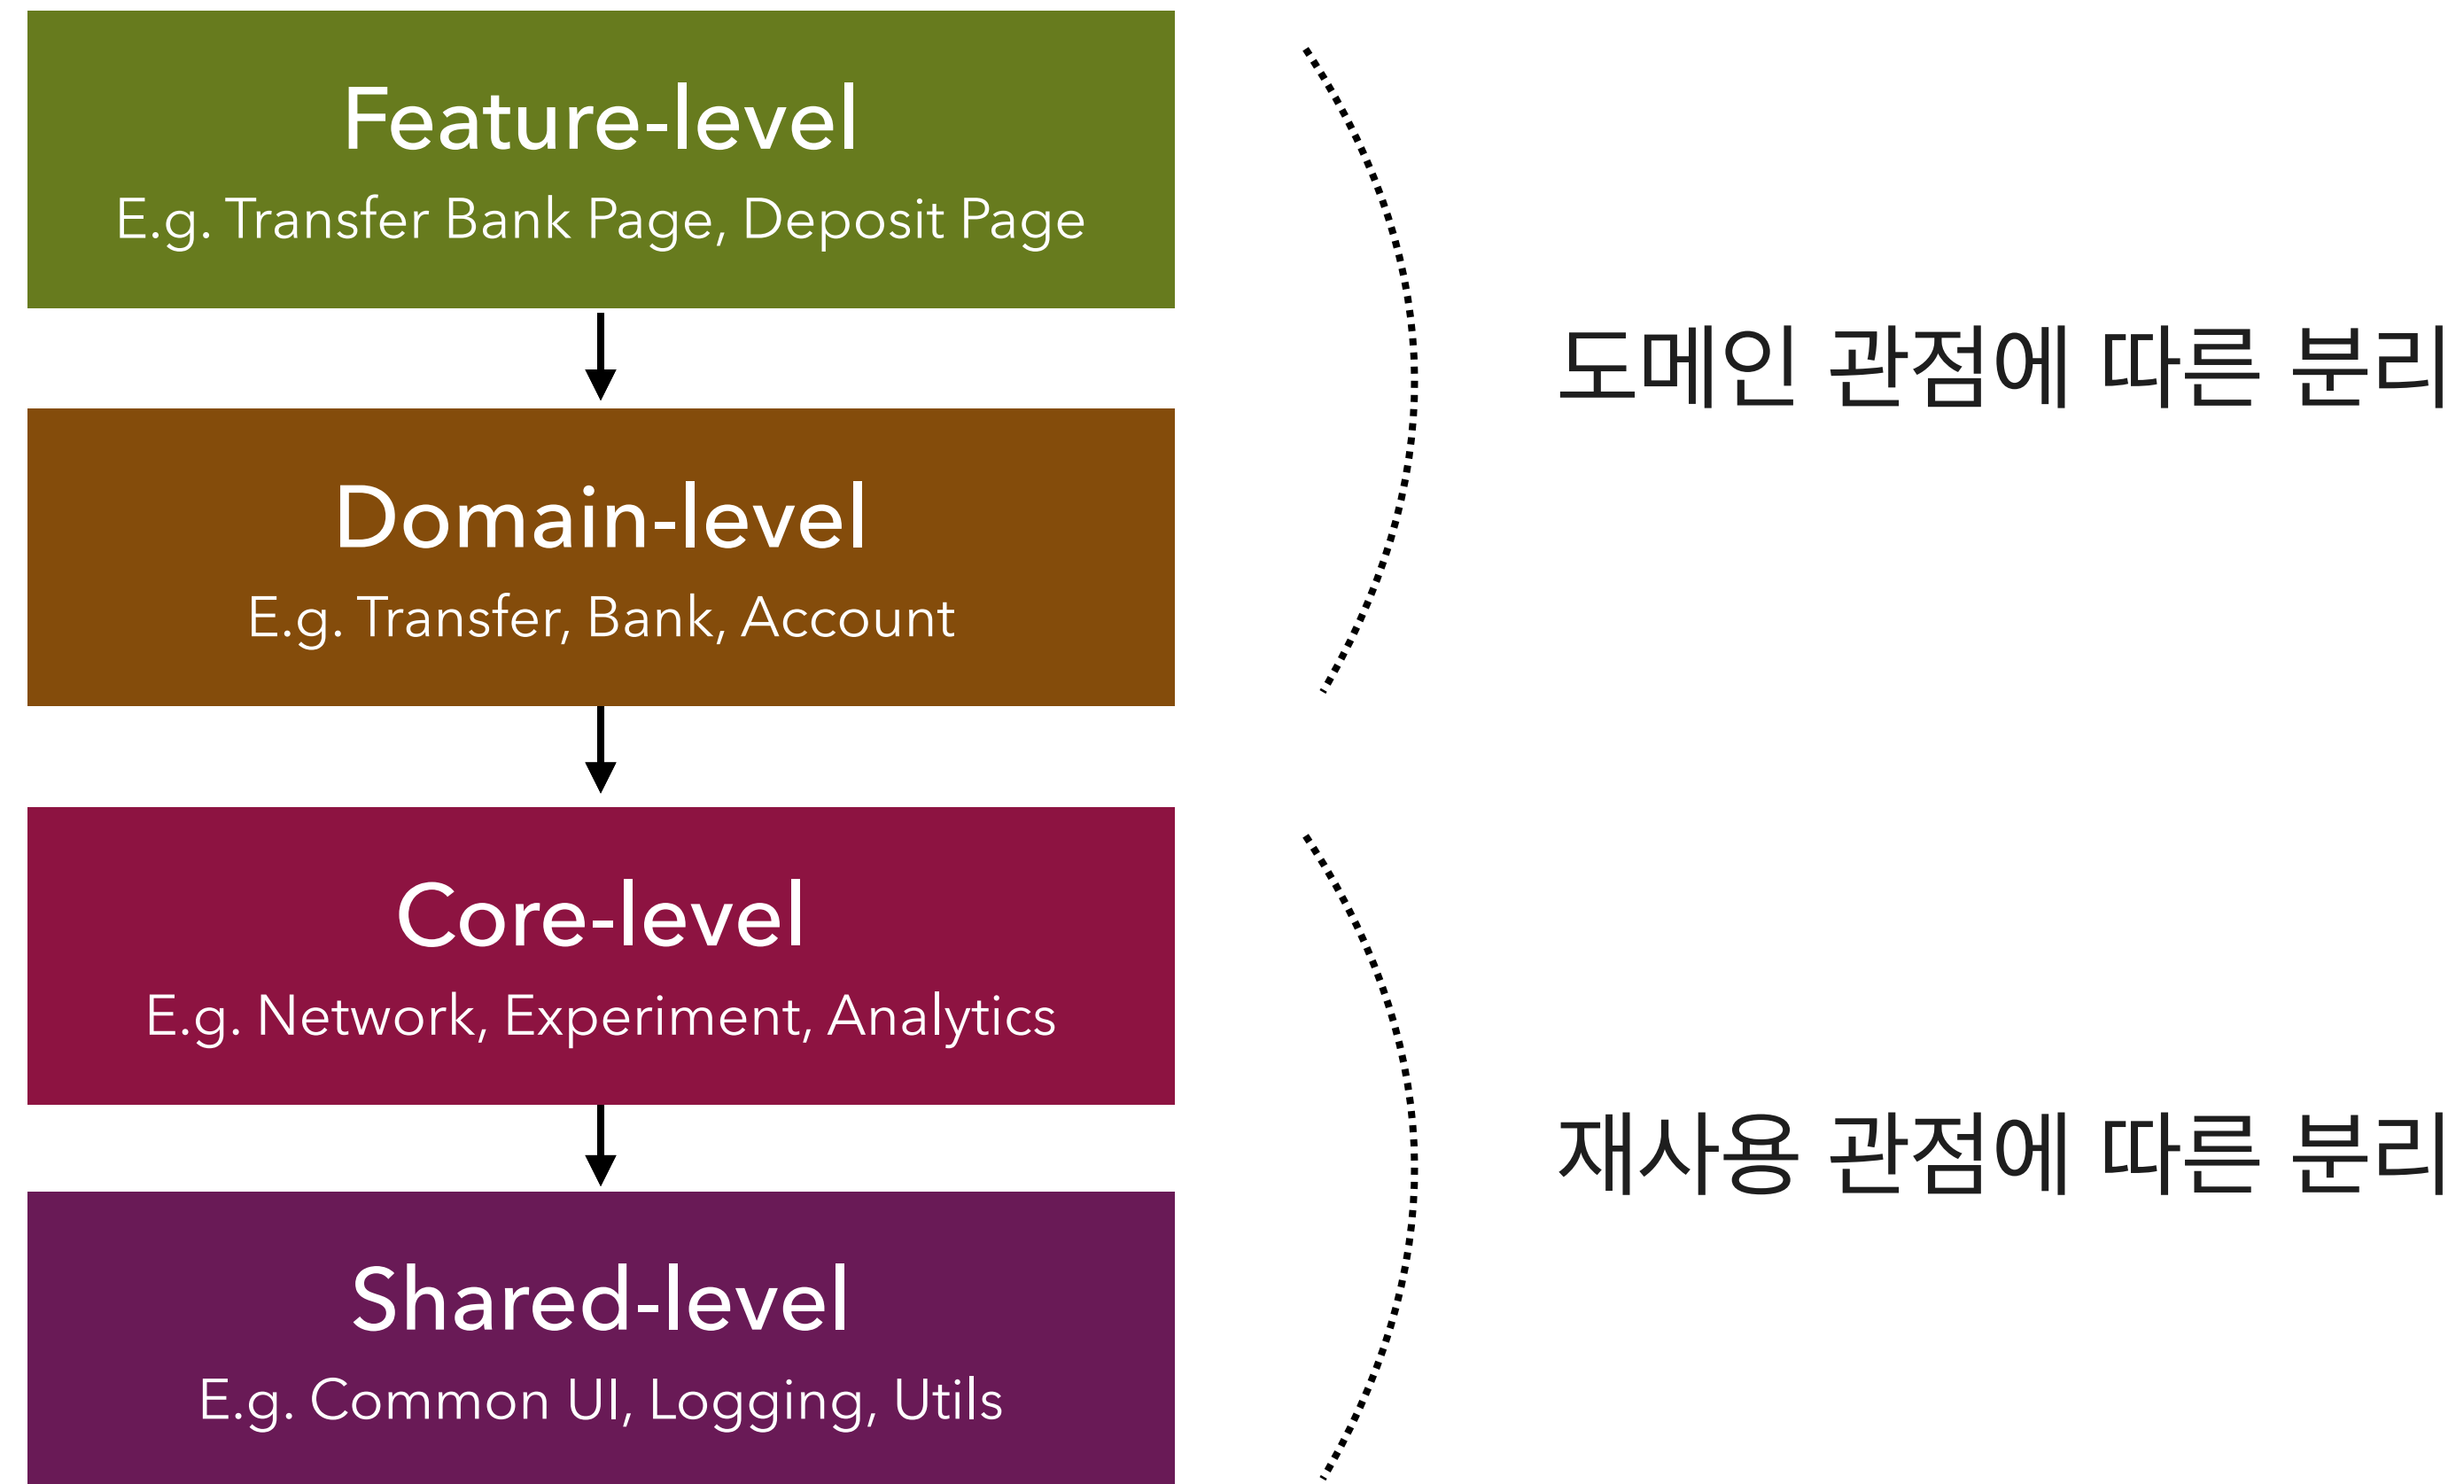 Feature-level
E.g. Transfer Bank Page, Deposit Page
도메인 관점에 따른 분리
Domain-level
E.g. Transfer, Bank, Account
Core-level
E.g. Network, Experiment, Analytics
재사용 관점에 따른 분리
Shared-level
E.g. Common UI, Logging, Utils